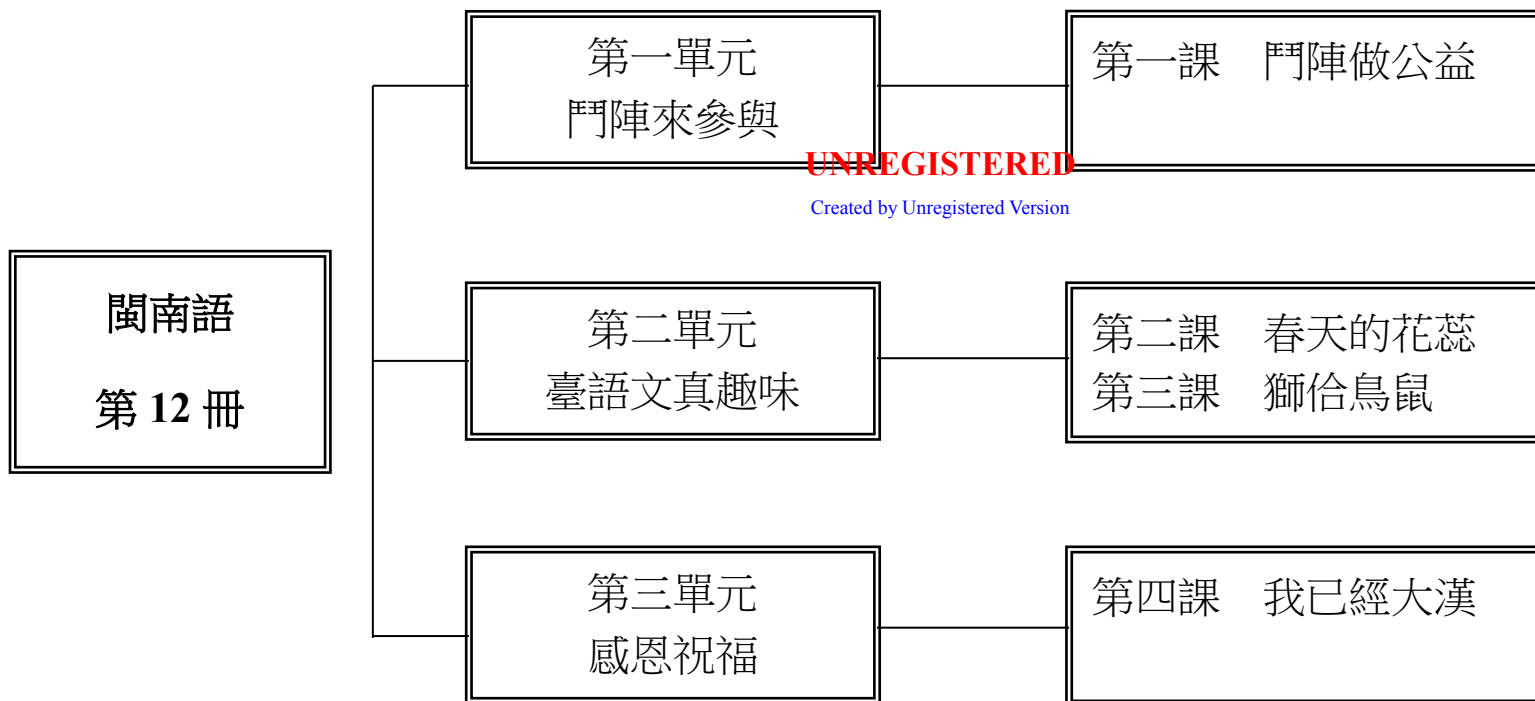 閩南語
第 12 冊
第一單元
鬥陣來參與
第一課　鬥陣做公益
UNREGISTERED
Created by Unregistered Version
第二單元
臺語文真趣味
第二課　春天的花蕊
第三課　獅佮鳥鼠
第三單元
感恩祝福
第四課　我已經大漢